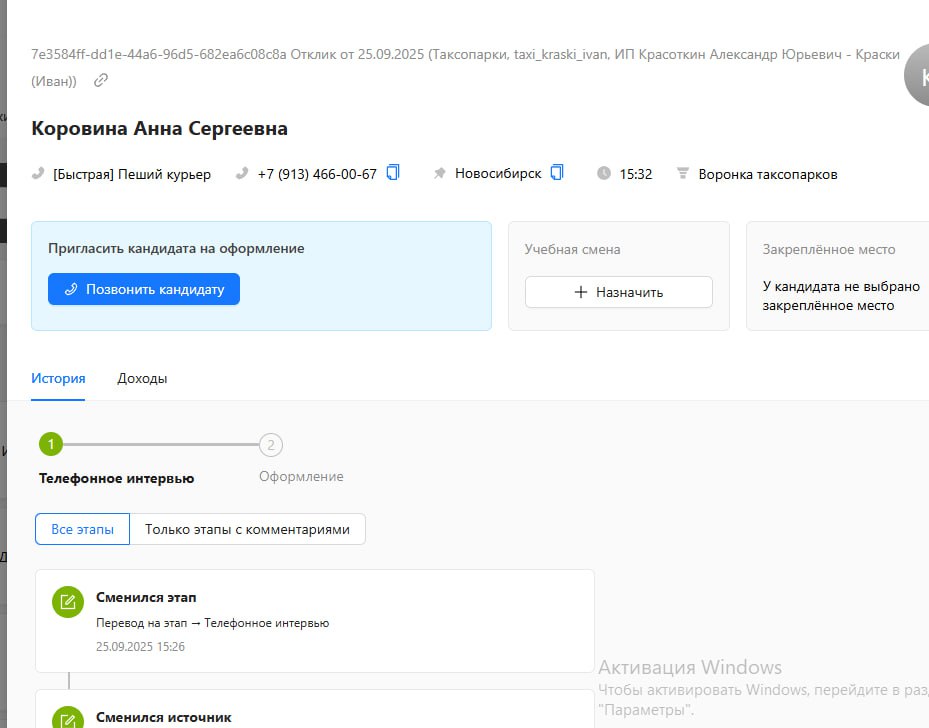 7e3584ff-dd1e-44a6-96d5-682ea6c08c8a Отклик от 25.09.2025 (Таксопарки, taxi_kraski_ivan, ИП Красоткин Александр Юрьевич - Краски
(Иван))
Коровина Анна Сергеевна
[Быстрая] Пеший курьер +7 (913) 466-00-67 Новосибирск 15:32 Воронка таксопарков
Пригласить кандидата на оформление Учебная смена Закреплённое место
Позвонить кандидату + Назначить У кандидата не выбрано
закреплённое место
История Доходы
1 2
Телефонное интервью Оформление
Все этапы Только этапы с комментариями
Сменился этап
Перевод на этап → Телефонное интервью
25.09.2025 15:26
Активация Windows
Чтобы активировать Windows, перейдите в раз
"Параметры".
Сменился источник